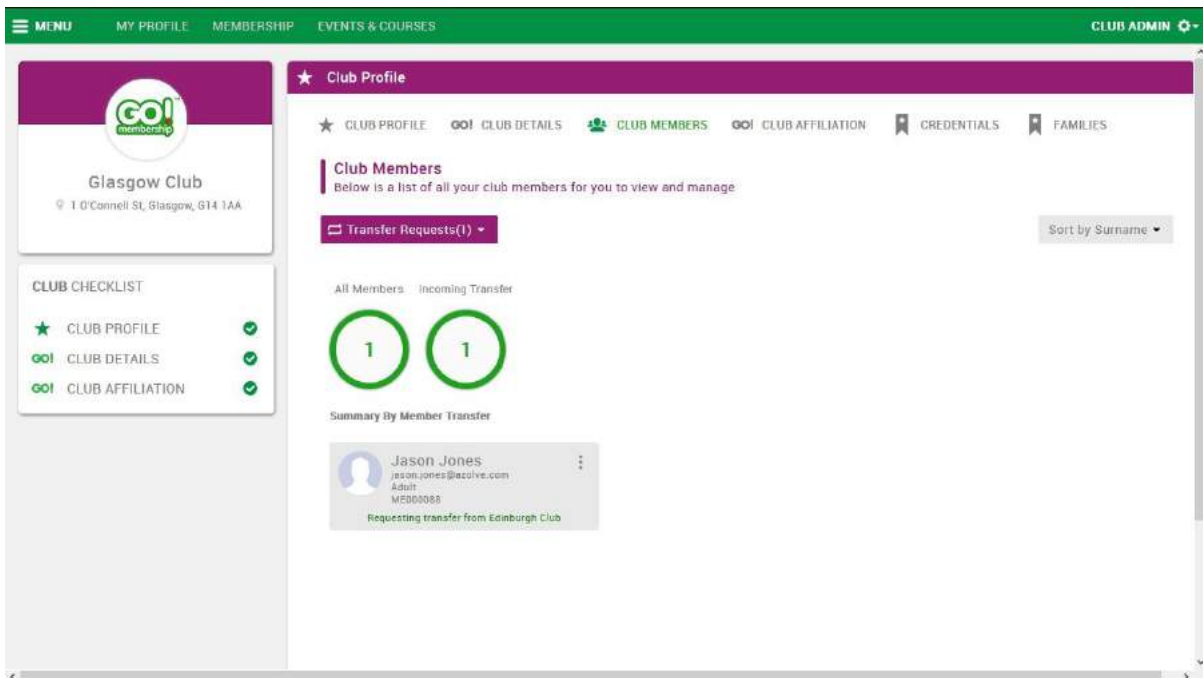 MENU MY PROFILE MEMBERSHIP EVENTS & COURSES CLUB ADMIN
GO!
membership
Glasgow Club
1 O'Connell St, Glasgow, G14 1AA
CLUB CHECKLIST
CLUB PROFILE
GO! CLUB DETAILS
GO! CLUB AFFILIATION
Club Profile
CLUB PROFILE GO! CLUB DETAILS CLUB MEMBERS GO! CLUB AFFILIATION CREDENTIALS FAMILIES
Club Members
Below is a list of all your club members for you to view and manage
Transfer Requests(1) Sort by Surname
All Members Incoming Transfer
1 1
Summary By Member Transfer
Jason Jones
jason.jones@azolve.com
Adult
ME000088
Requesting transfer from Edinburgh Club